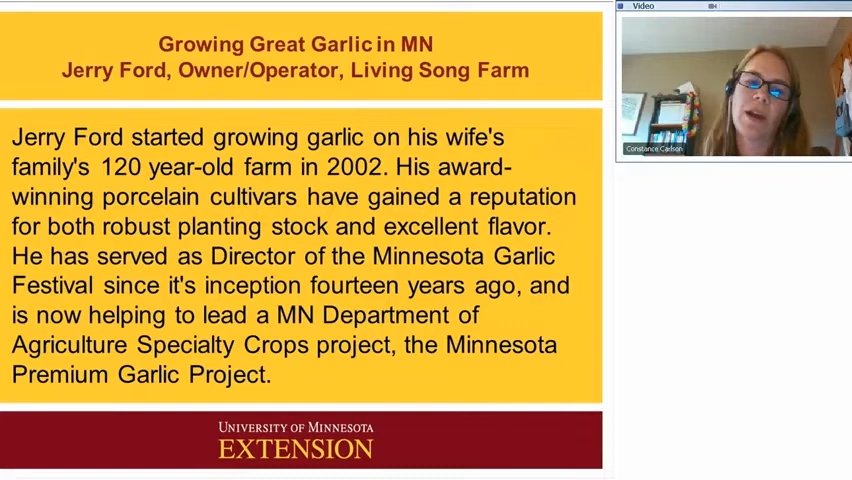 Growing Great Garlic in MN
Jerry Ford, Owner/Operator, Living Song Farm
Jerry Ford started growing garlic on his wife's
family's 120 year-old farm in 2002. His award-
winning porcelain cultivars have gained a reputation
for both robust planting stock and excellent flavor.
He has served as Director of the Minnesota Garlic
Festival since it's inception fourteen years ago, and
is now helping to lead a MN Department of
Agriculture Specialty Crops project, the Minnesota
Premium Garlic Project.
UNIVERSITY OF MINNESOTA
EXTENSION
Video
Constance Carlson